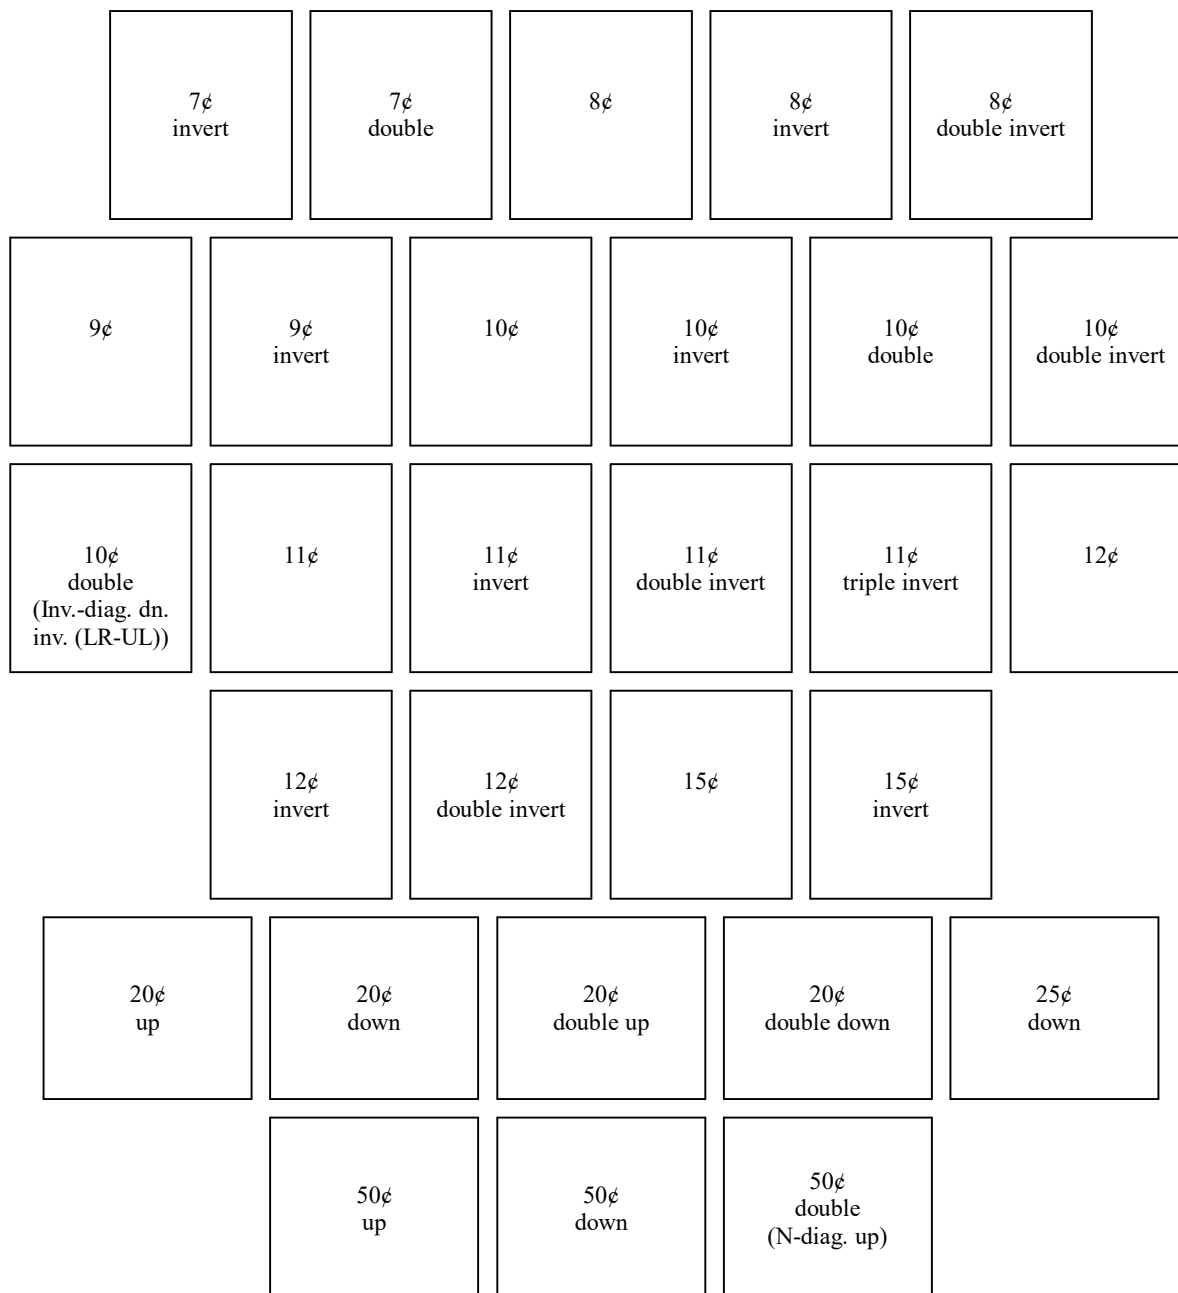 7¢
invert
7¢
double
8¢
8¢
invert
8¢
double invert
9¢
9¢
invert
10¢
10¢
invert
10¢
double
10¢
double invert
10¢
double
(Inv.-diag. dn.
inv. (LR-UL))
11¢
11¢
invert
11¢
double invert
11¢
triple invert
12¢
12¢
invert
12¢
double invert
15¢
15¢
invert
20¢
up
20¢
down
20¢
double up
20¢
double down
25¢
down
50¢
up
50¢
down
50¢
double
(N-diag. up)